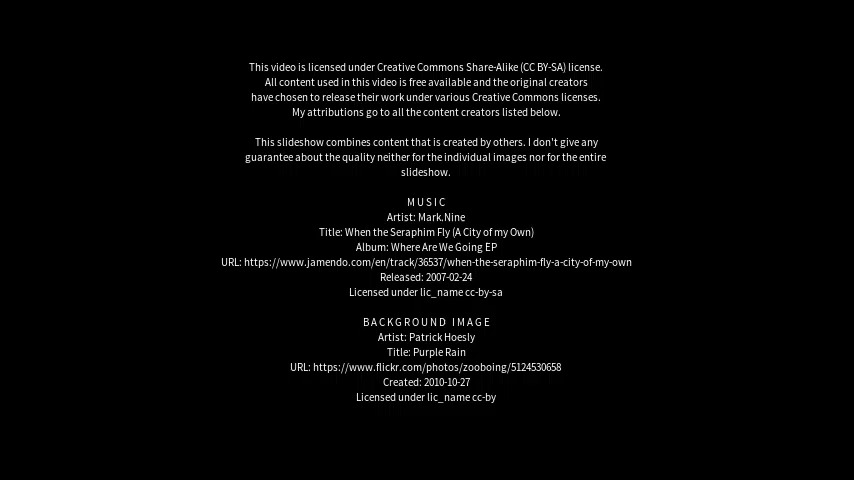 This video is licensed under Creative Commons Share-Alike (CC BY-SA) license.
All content used in this video is free available and the original creators
have chosen to release their work under various Creative Commons licenses.
My attributions go to all the content creators listed below.
This slideshow combines content that is created by others. I don't give any
guarantee about the quality neither for the individual images nor for the entire
slideshow.
M U S I C
Artist: Mark.Nine
Title: When the Seraphim Fly (A City of my Own)
Album: Where Are We Going EP
URL: https://www.jamendo.com/en/track/36537/when-the-seraphim-fly-a-city-of-my-own
Released: 2007-02-24
Licensed under lic_name cc-by-sa
B A C K G R O U N D   I M A G E
Artist: Patrick Hoesly
Title: Purple Rain
URL: https://www.flickr.com/photos/zooboing/5124530658
Created: 2010-10-27
Licensed under lic_name cc-by